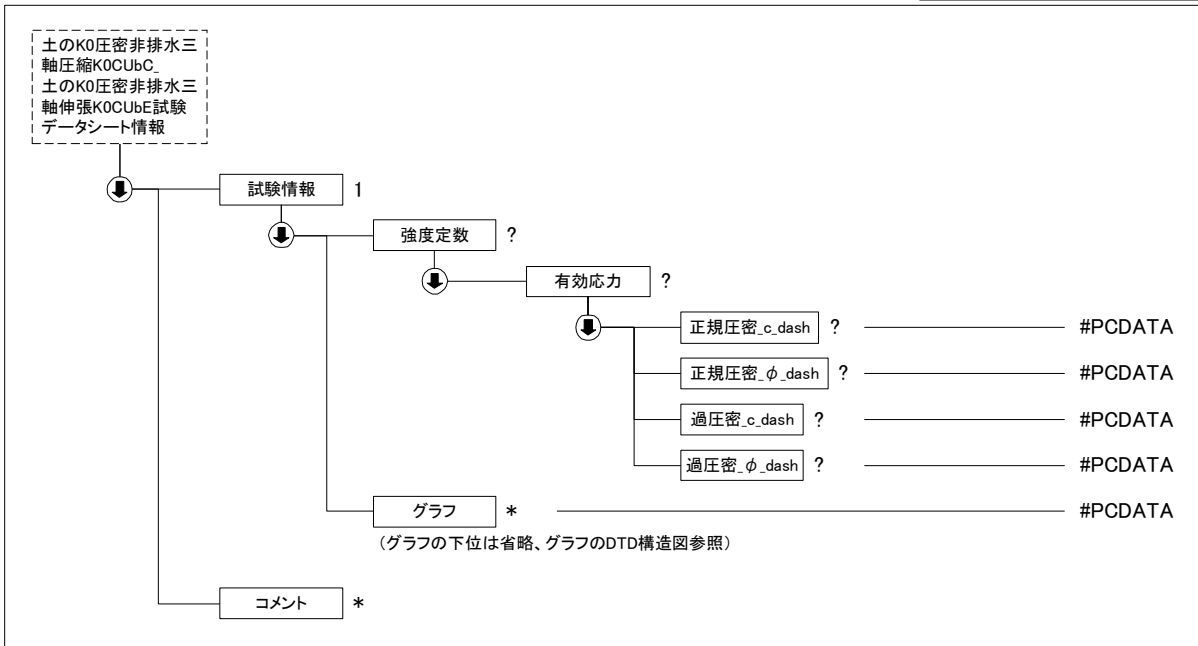 土のK0圧密非排水三
軸圧縮K0CUbC_
土のK0圧密非排水三
軸伸張K0CUbE試験
データシート情報
試験情報 1
強度定数 ?
有効応力 ?
正規圧密_c_dash ? #PCDATA
正規圧密_φ_dash ? #PCDATA
過圧密_c_dash ? #PCDATA
過圧密_φ_dash ? #PCDATA
グラフ * #PCDATA
（グラフの下位は省略、グラフのDTD構造図参照）
コメント *